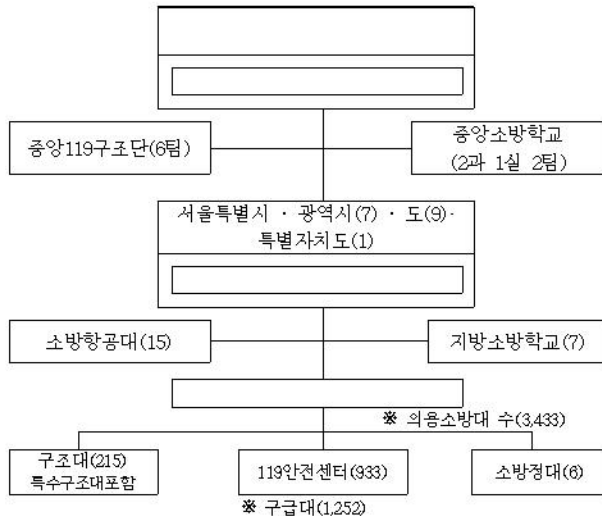 중앙119구조단(6팀)
중앙소방학교
(2과 1실 2팀)
서울특별시 · 광역시(7) · 도(9)·
특별자치도(1)
소방항공대(15)
지방소방학교(7)
※ 의용소방대 수(3,433)
구조대(215)
특수구조대포함
119안전센터(933)
소방정대(6)
※ 구급대(1,252)